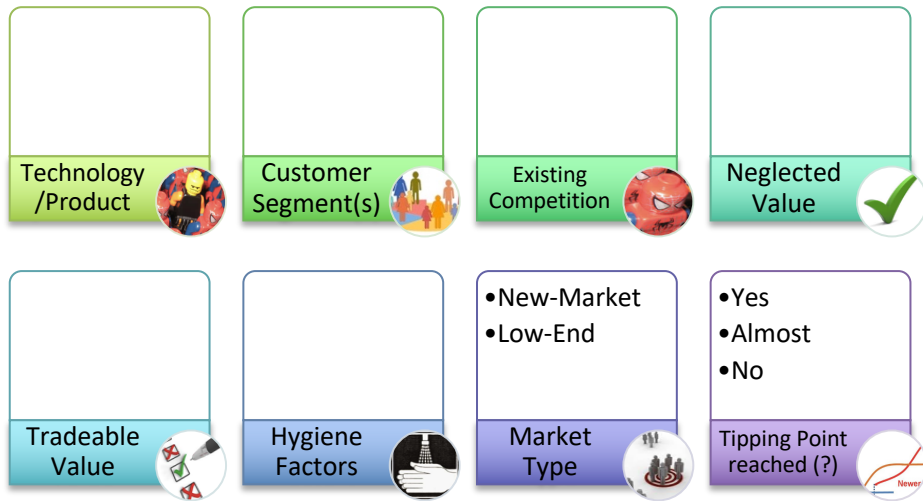 Technology
/Product
Customer
Segment(s)
Existing
Competition
Neglected
Value
•New-Market
•Low-End
•Yes
•Almost
•No
Tradeable
Value
Hygiene
Factors
Market
Type
Tipping Point
reached (?)
Newer